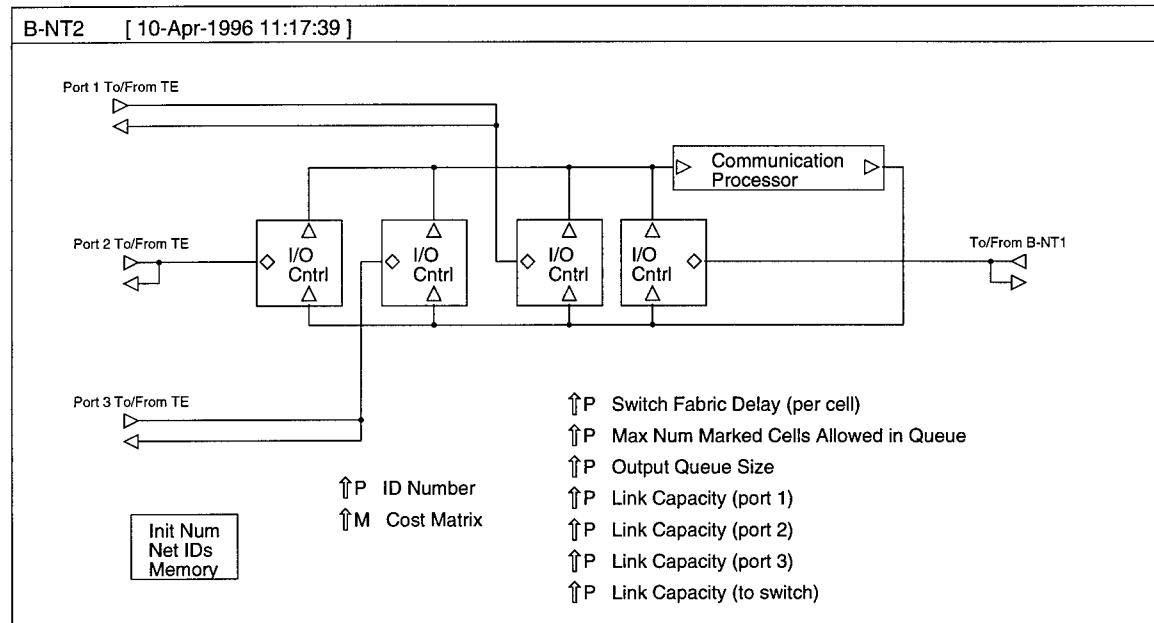 B-NT2 [ 10-Apr-1996 11:17:39 ]
Port 1 To/From TE
Communication
Processor
Port 2 To/From TE
I/O
Cntrl
I/O
Cntrl
I/O
Cntrl
I/O
Cntrl
To/From B-NT1
Port 3 To/From TE
⇑P Switch Fabric Delay (per cell)
⇑P Max Num Marked Cells Allowed in Queue
⇑P Output Queue Size
⇑P Link Capacity (port 1)
⇑P Link Capacity (port 2)
⇑P Link Capacity (port 3)
⇑P Link Capacity (to switch)
⇑P ID Number
⇑M Cost Matrix
Init Num
Net IDs
Memory